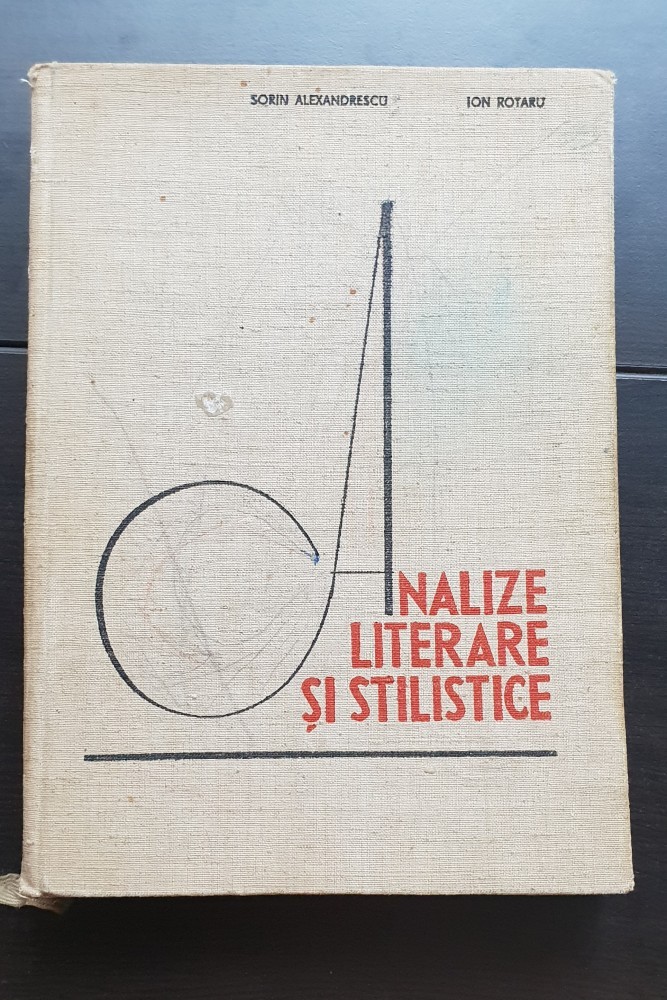 SORIN ALEXANDRESCU ION ROTARU
ANALIZE
LITERARE
ȘI STILISTICE